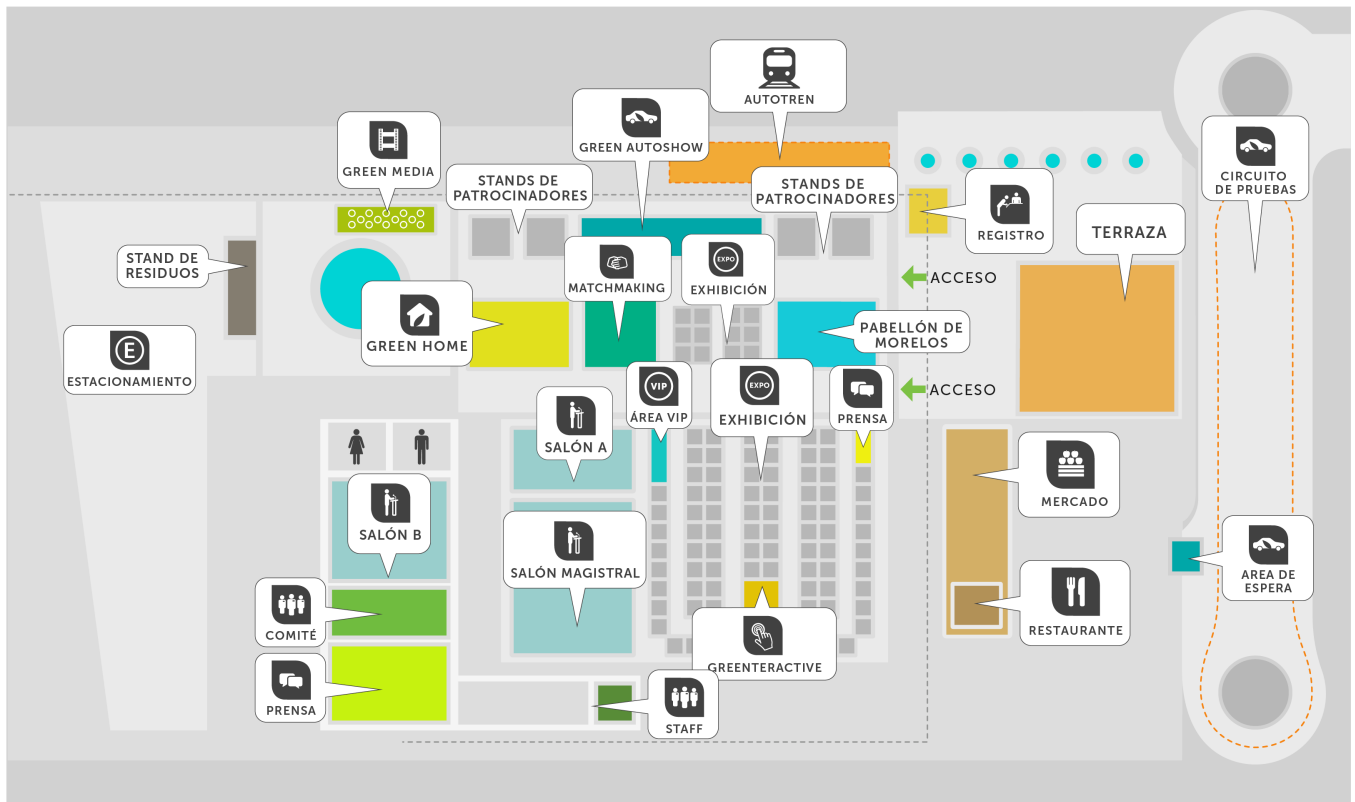 AUTOTREN
GREEN AUTOSHOW
GREEN MEDIA
CIRCUITO
DE PRUEBAS
STANDS DE
PATROCINADORES
STANDS DE
PATROCINADORES
REGISTRO
TERRAZA
STAND DE
RESIDUOS
MATCHMAKING
EXPO
EXHIBICIÓN
ACCESO
GREEN HOME
PABELLÓN DE
MORELOS
E
ESTACIONAMIENTO
VIP
ÁREA VIP
EXPO
EXHIBICIÓN
PRENSA
ACCESO
SALÓN A
MERCADO
SALÓN B
SALÓN MAGISTRAL
AREA DE
ESPERA
COMITÉ
RESTAURANTE
GREENTERACTIVE
PRENSA
STAFF